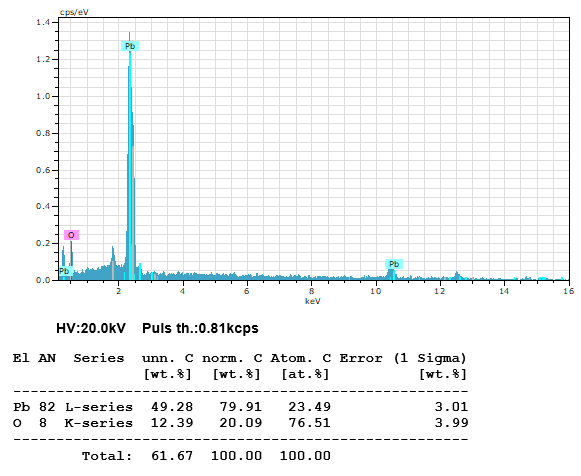 cps/eV
1.4
1.2
1.0
0.8
0.6
0.4
0.2
0.0
Pb
O
Pb
Pb
2 4 6 8 10 12 14 16
keV
HV:20.0kV Puls th.:0.81kcps
El AN Series unn. C norm. C Atom. C Error (1 Sigma)
[wt.%] [wt.%] [at.%] [wt.%]
-----------------------------------------------------
Pb 82 L-series 49.28 79.91 23.49 3.01
O 8 K-series 12.39 20.09 76.51 3.99
-----------------------------------------------------
Total: 61.67 100.00 100.00